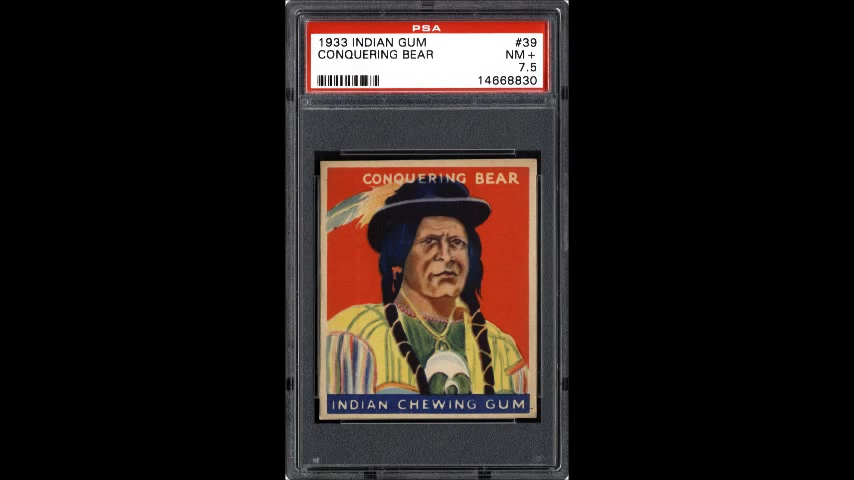 PSA
1933 INDIAN GUM #39
CONQUERING BEAR NM+
7.5
14668830
CONQUERING BEAR
INDIAN CHEWING GUM